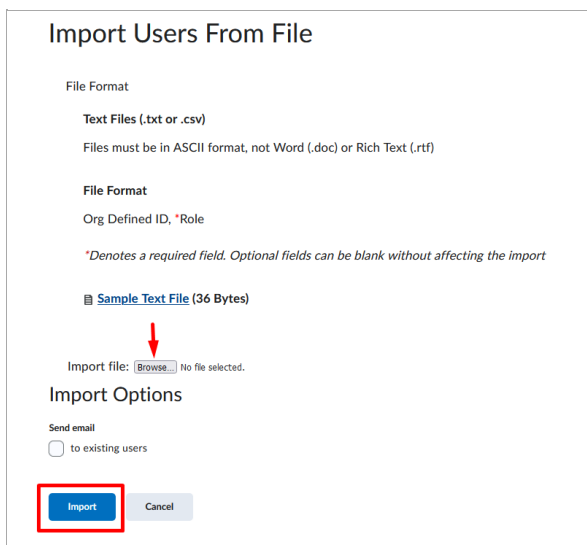 Import Users From File
File Format
Text Files (.txt or .csv)
Files must be in ASCII format, not Word (.doc) or Rich Text (.rtf)
File Format
Org Defined ID, *Role
*Denotes a required field. Optional fields can be blank without affecting the import
Sample Text File (36 Bytes)
Import file: Browse... No file selected.
Import Options
Send email
to existing users
Import Cancel